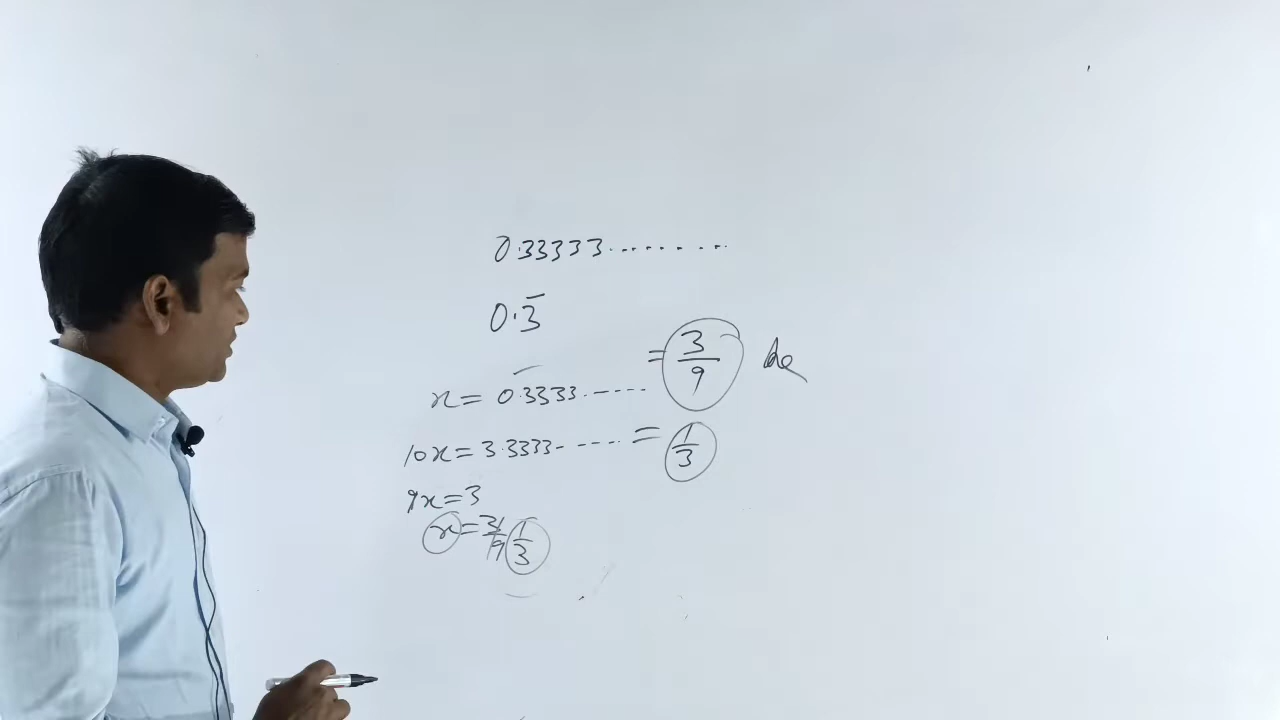 0.33333........
0.3̅
= 3/9
x = 0.3333.----
10x = 3.3333-----
= 1/3
9x = 3
x = 3/9 1/3